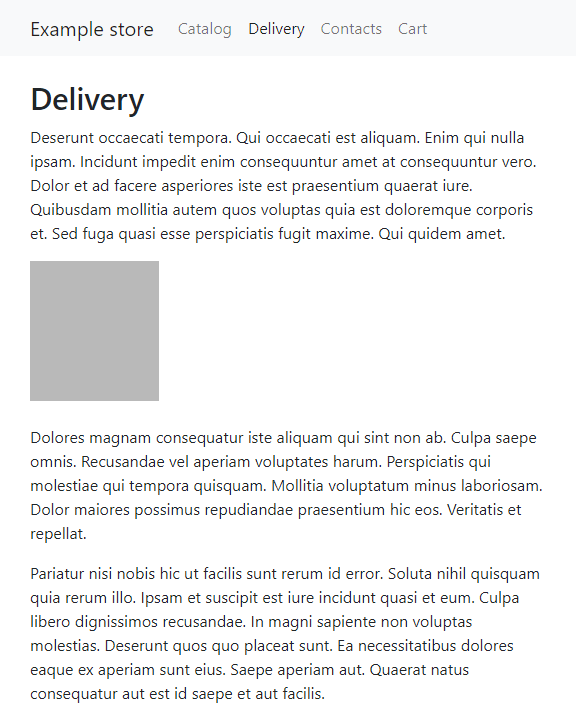 Example store Catalog Delivery Contacts Cart
Delivery
Deserunt occaecati tempora. Qui occaecati est aliquam. Enim qui nulla
ipsam. Incidunt impedit enim consequuntur amet at consequuntur vero.
Dolor et ad facere asperiores iste est praesentium quaerat iure.
Quibusdam mollitia autem quos voluptas quia est doloremque corporis
et. Sed fuga quasi esse perspiciatis fugit maxime. Qui quidem amet.
Dolores magnam consequatur iste aliquam qui sint non ab. Culpa saepe
omnis. Recusandae vel aperiam voluptates harum. Perspiciatis qui
molestiae qui tempora quisquam. Mollitia voluptatum minus laboriosam.
Dolor maiores possimus repudiandae praesentium hic eos. Veritatis et
repellat.
Pariatur nisi nobis hic ut facilis sunt rerum id error. Soluta nihil quisquam
quia rerum illo. Ipsam et suscipit est iure incidunt quasi et eum. Culpa
libero dignissimos recusandae. In magni sapiente non voluptas
molestias. Deserunt quos quo placeat sunt. Ea necessitatibus dolores
eaque ex aperiam sunt eius. Saepe aperiam aut. Quaerat natus
consequatur aut est id saepe et aut facilis.